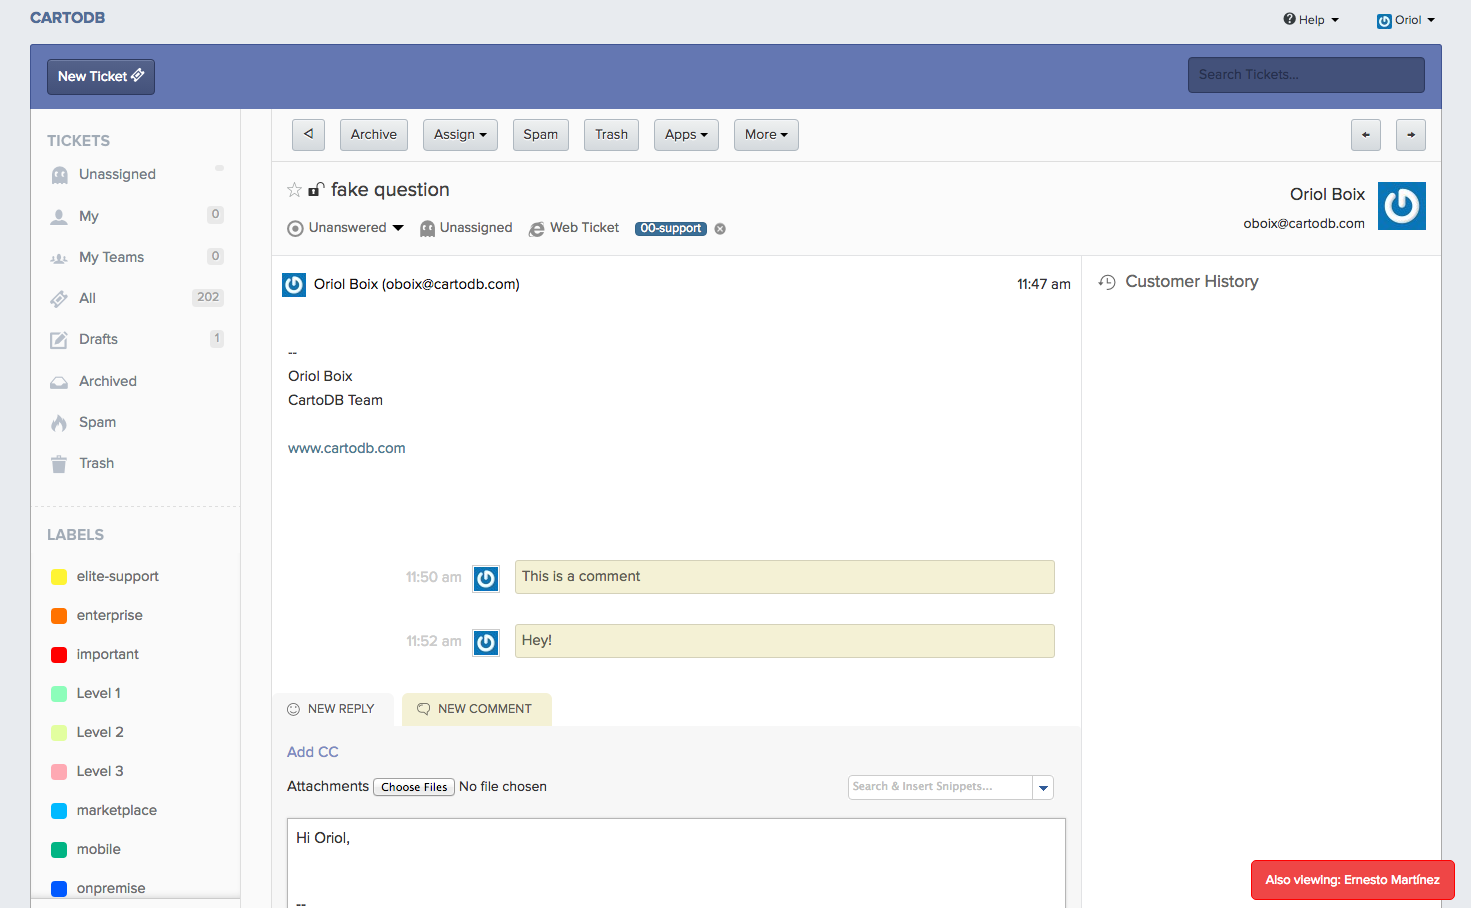 CARTODB
Help
Oriol
New Ticket
Search Tickets...
TICKETS
Unassigned
My 0
My Teams 0
All 202
Drafts 1
Archived
Spam
Trash
LABELS
elite-support
enterprise
important
Level 1
Level 2
Level 3
marketplace
mobile
onpremise
Archive Assign Spam Trash Apps More
fake question
Unanswered Unassigned Web Ticket 00-support
Oriol Boix
oboix@cartodb.com
Oriol Boix (oboix@cartodb.com) 11:47 am
--
Oriol Boix
CartoDB Team
www.cartodb.com
11:50 am This is a comment
11:52 am Hey!
NEW REPLY NEW COMMENT
Add CC
Attachments Choose Files No file chosen
Search & Insert Snippets...
Hi Oriol,
--
Customer History
Also viewing: Ernesto Martínez